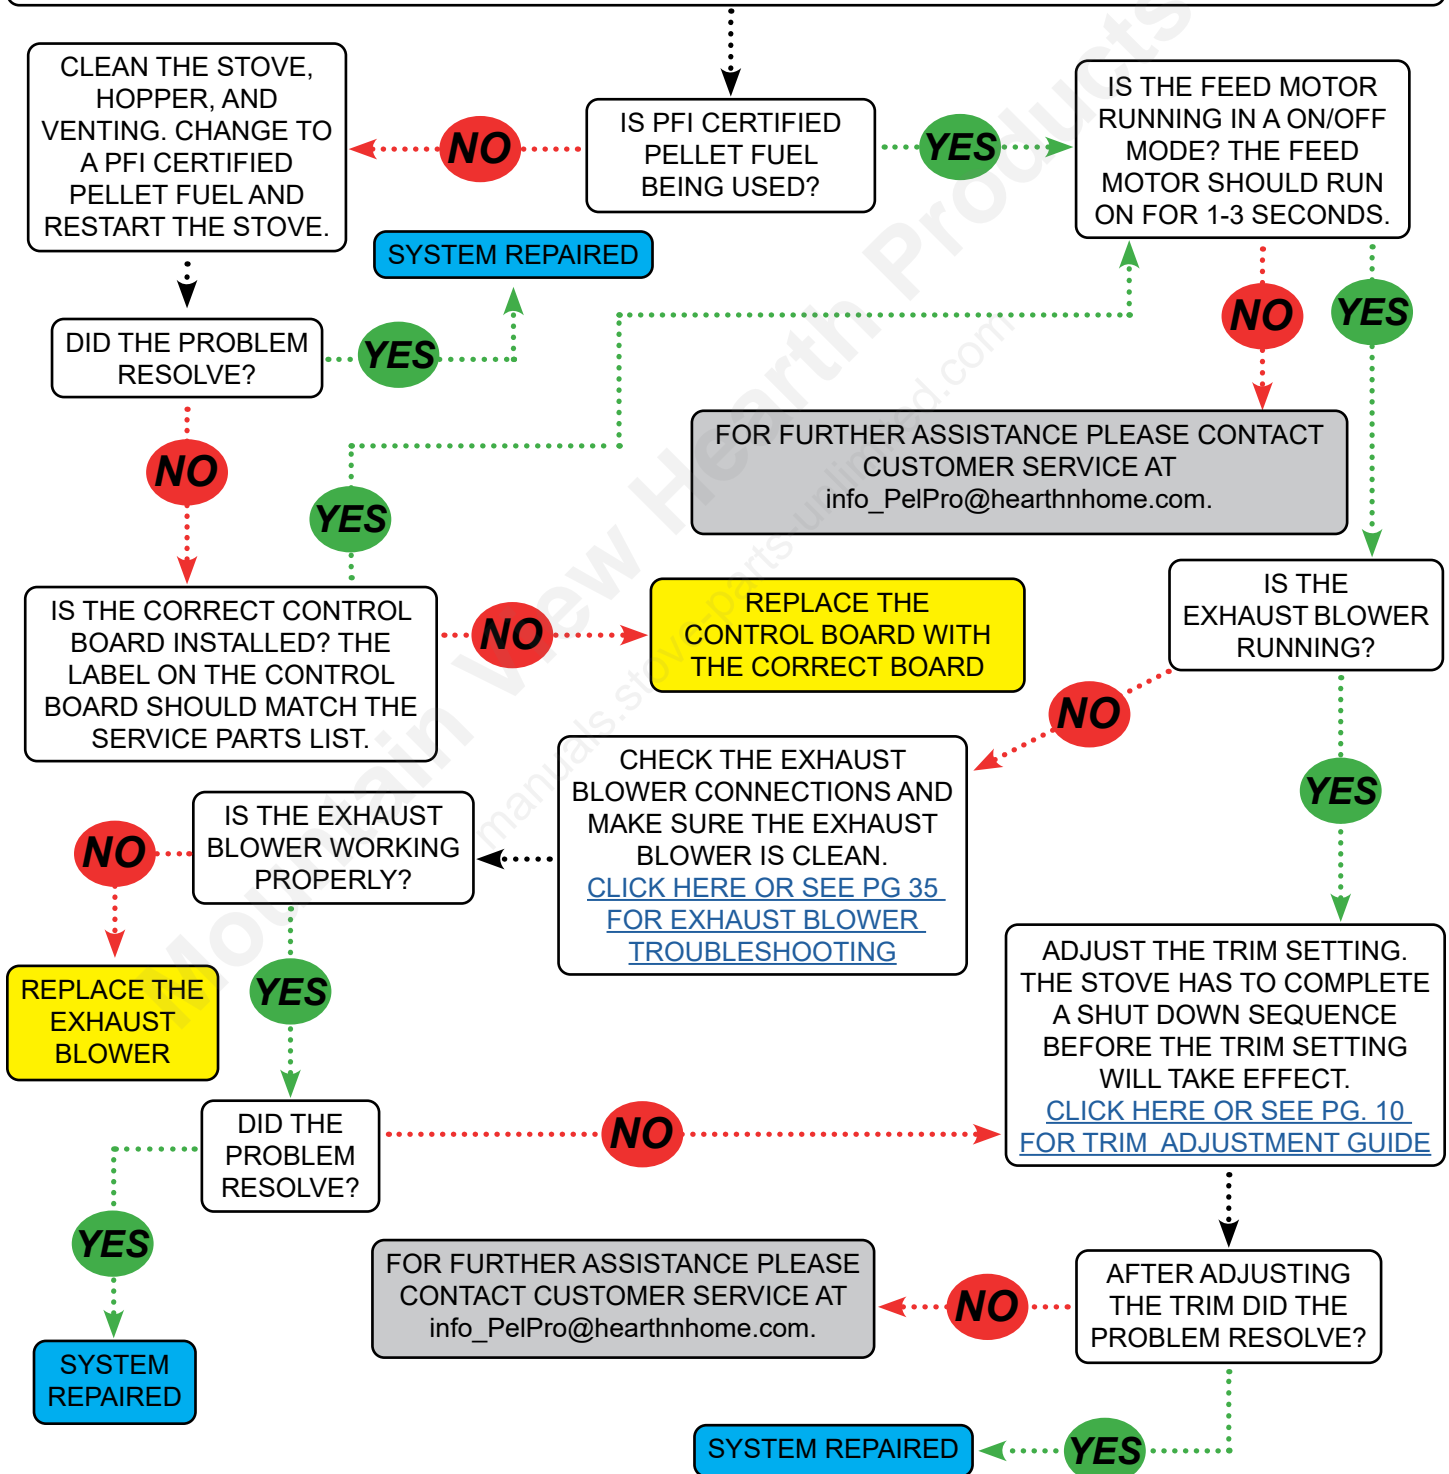 CLEAN THE STOVE,
HOPPER, AND
VENTING. CHANGE TO
A PFI CERTIFIED
PELLET FUEL AND
RESTART THE STOVE.
NO
IS PFI CERTIFIED
PELLET FUEL
BEING USED?
YES
IS THE FEED MOTOR
RUNNING IN A ON/OFF
MODE? THE FEED
MOTOR SHOULD RUN
ON FOR 1-3 SECONDS.
SYSTEM REPAIRED
DID THE PROBLEM
RESOLVE?
YES
NO
YES
NO
YES
FOR FURTHER ASSISTANCE PLEASE CONTACT
CUSTOMER SERVICE AT
info_PelPro@hearthnhome.com.
IS THE CORRECT CONTROL
BOARD INSTALLED? THE
LABEL ON THE CONTROL
BOARD SHOULD MATCH THE
SERVICE PARTS LIST.
NO
REPLACE THE
CONTROL BOARD WITH
THE CORRECT BOARD
IS THE
EXHAUST BLOWER
RUNNING?
NO
YES
CHECK THE EXHAUST
BLOWER CONNECTIONS AND
MAKE SURE THE EXHAUST
BLOWER IS CLEAN.
CLICK HERE OR SEE PG 35
FOR EXHAUST BLOWER
TROUBLESHOOTING
IS THE EXHAUST
BLOWER WORKING
PROPERLY?
NO
YES
REPLACE THE
EXHAUST
BLOWER
ADJUST THE TRIM SETTING.
THE STOVE HAS TO COMPLETE
A SHUT DOWN SEQUENCE
BEFORE THE TRIM SETTING
WILL TAKE EFFECT.
CLICK HERE OR SEE PG. 10
FOR TRIM ADJUSTMENT GUIDE
DID THE
PROBLEM
RESOLVE?
NO
YES
SYSTEM
REPAIRED
FOR FURTHER ASSISTANCE PLEASE
CONTACT CUSTOMER SERVICE AT
info_PelPro@hearthnhome.com.
NO
AFTER ADJUSTING
THE TRIM DID THE
PROBLEM RESOLVE?
SYSTEM REPAIRED
YES
Mountain View Hearth Products
manuals.stove-parts-unlimited.com